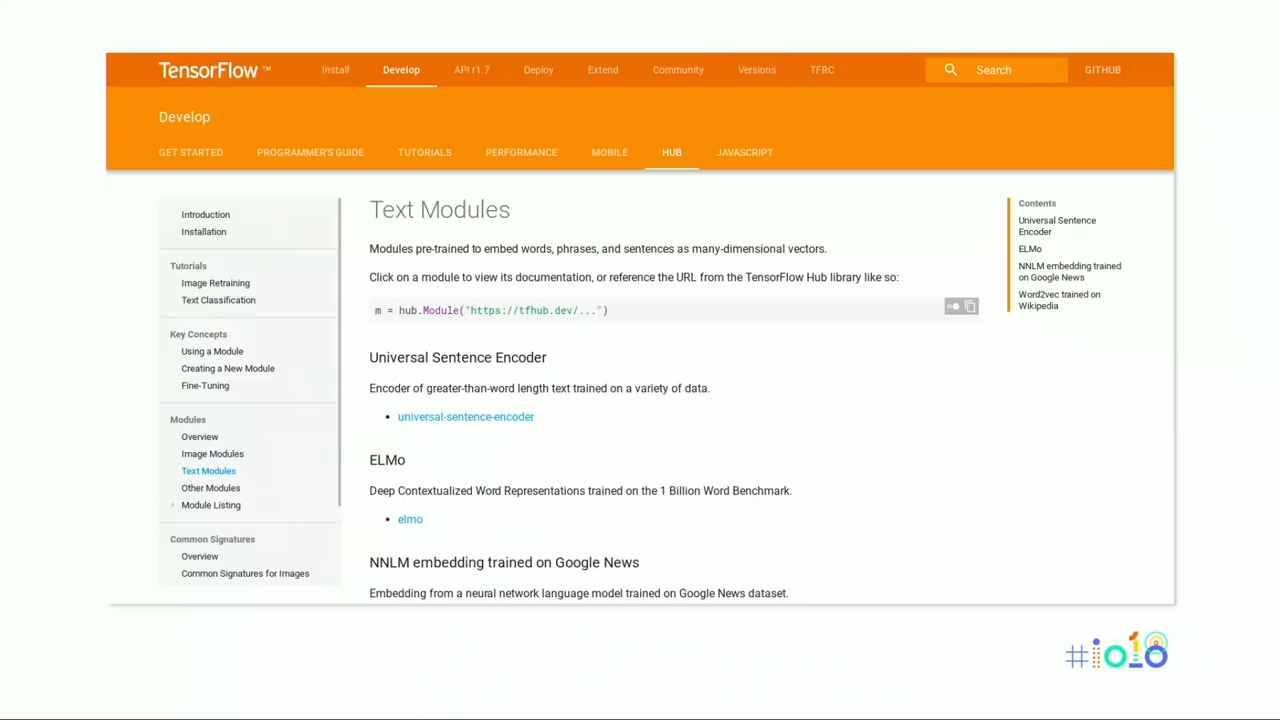 TensorFlow ™ Install Develop API r1.7 Deploy Extend Community Versions TFRC Search GITHUB
Develop
GET STARTED PROGRAMMER'S GUIDE TUTORIALS PERFORMANCE MOBILE HUB JAVASCRIPT
Introduction
Installation
Tutorials
Image Retraining
Text Classification
Key Concepts
Using a Module
Creating a New Module
Fine-Tuning
Modules
Overview
Image Modules
Text Modules
Other Modules
Module Listing
Common Signatures
Overview
Common Signatures for Images
Text Modules
Modules pre-trained to embed words, phrases, and sentences as many-dimensional vectors.
Click on a module to view its documentation, or reference the URL from the TensorFlow Hub library like so:
m = hub.Module("https://tfhub.dev/...")
Universal Sentence Encoder
Encoder of greater-than-word length text trained on a variety of data.
• universal-sentence-encoder
ELMo
Deep Contextualized Word Representations trained on the 1 Billion Word Benchmark.
• elmo
NNLM embedding trained on Google News
Embedding from a neural network language model trained on Google News dataset.
Contents
Universal Sentence
Encoder
ELMo
NNLM embedding trained
on Google News
Word2vec trained on
Wikipedia
#io18